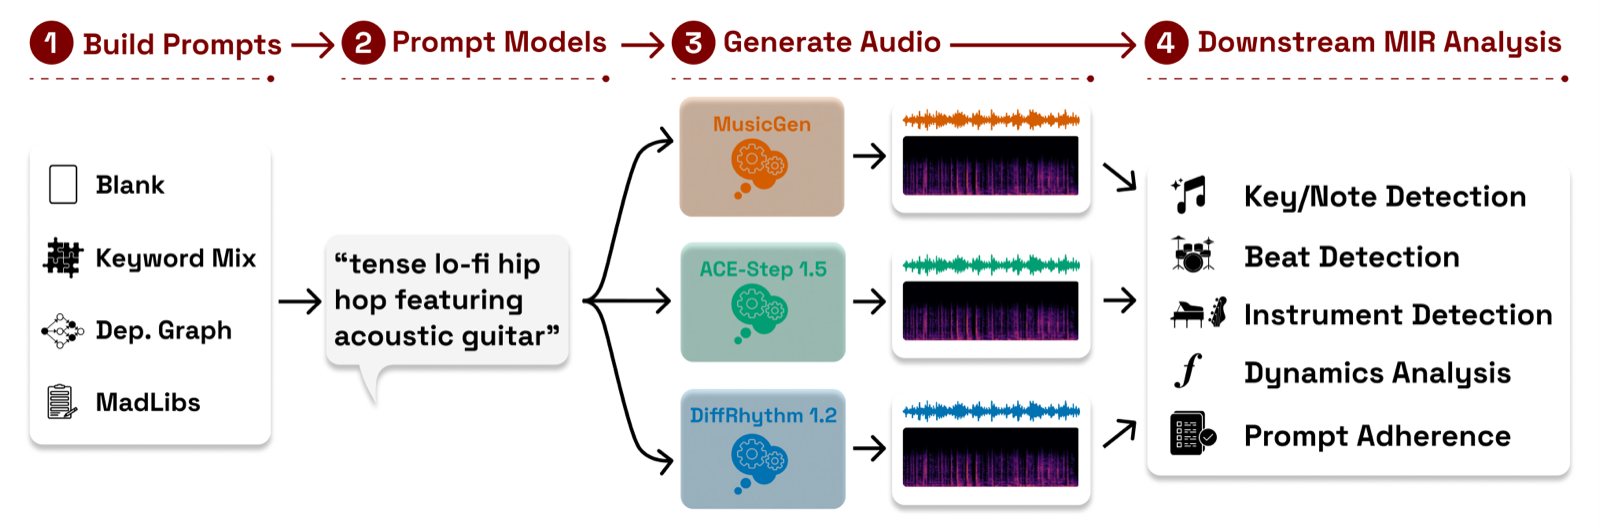 1 Build Prompts
2 Prompt Models
3 Generate Audio
4 Downstream MIR Analysis
Blank
Keyword Mix
Dep. Graph
MadLibs
“tense lo-fi hip
hop featuring
acoustic guitar”
MusicGen
ACE-Step 1.5
DiffRhythm 1.2
Key/Note Detection
Beat Detection
Instrument Detection
f Dynamics Analysis
Prompt Adherence